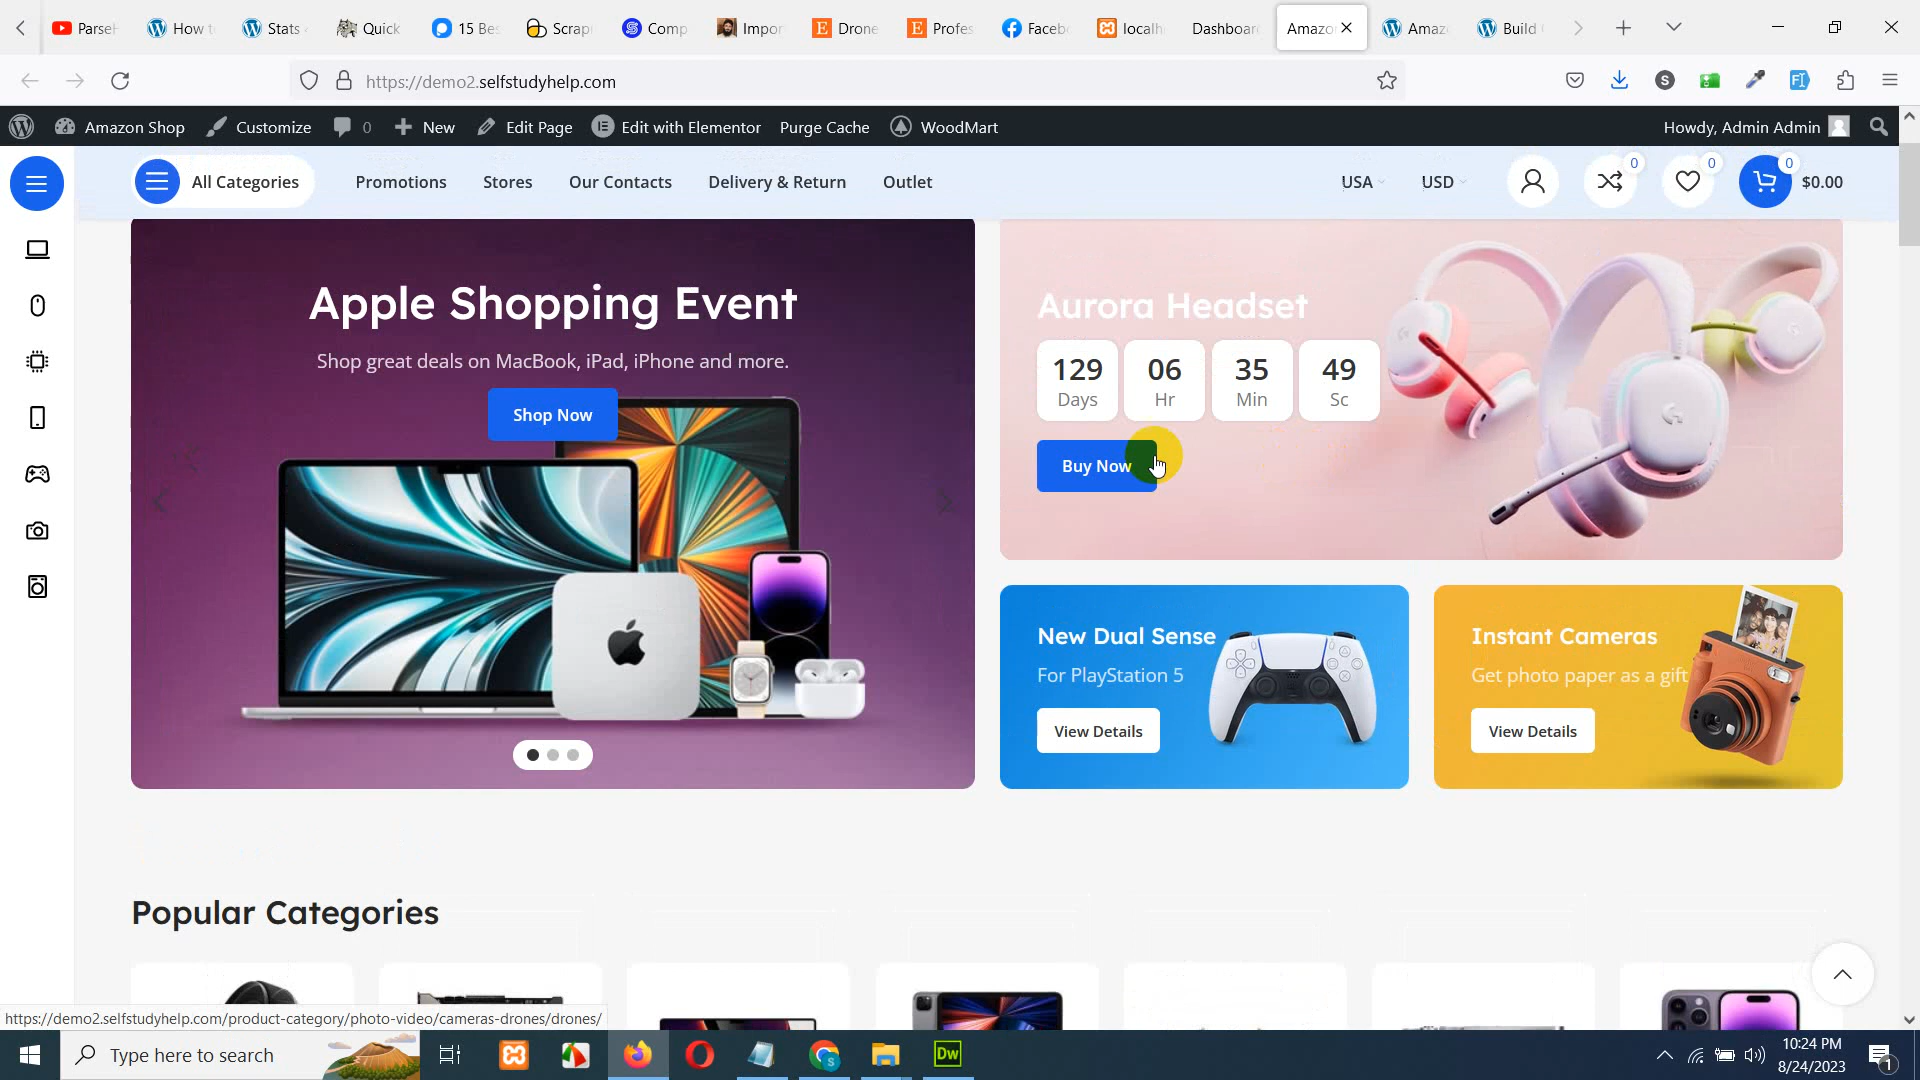 ParseH
How t
Stats
Quick
15 Bes
Scrap
Comp
Impor
Drone
Profes
Faceb
localh
Dashboar
Amazo
Amaz
Build
https://demo2.selfstudyhelp.com
Amazon Shop
Customize
0
New
Edit Page
Edit with Elementor
Purge Cache
WoodMart
Howdy, Admin Admin
All Categories
Promotions
Stores
Our Contacts
Delivery & Return
Outlet
USA
USD
0
0
0
$0.00
Apple Shopping Event
Shop great deals on MacBook, iPad, iPhone and more.
Shop Now
Aurora Headset
129 06 35 49
Days Hr Min Sc
Buy Now
New Dual Sense
For PlayStation 5
View Details
Instant Cameras
Get photo paper as a gift
View Details
Popular Categories
https://demo2.selfstudyhelp.com/product-category/photo-video/cameras-drones/drones/
Type here to search
Dw
10:24 PM
8/24/2023
1